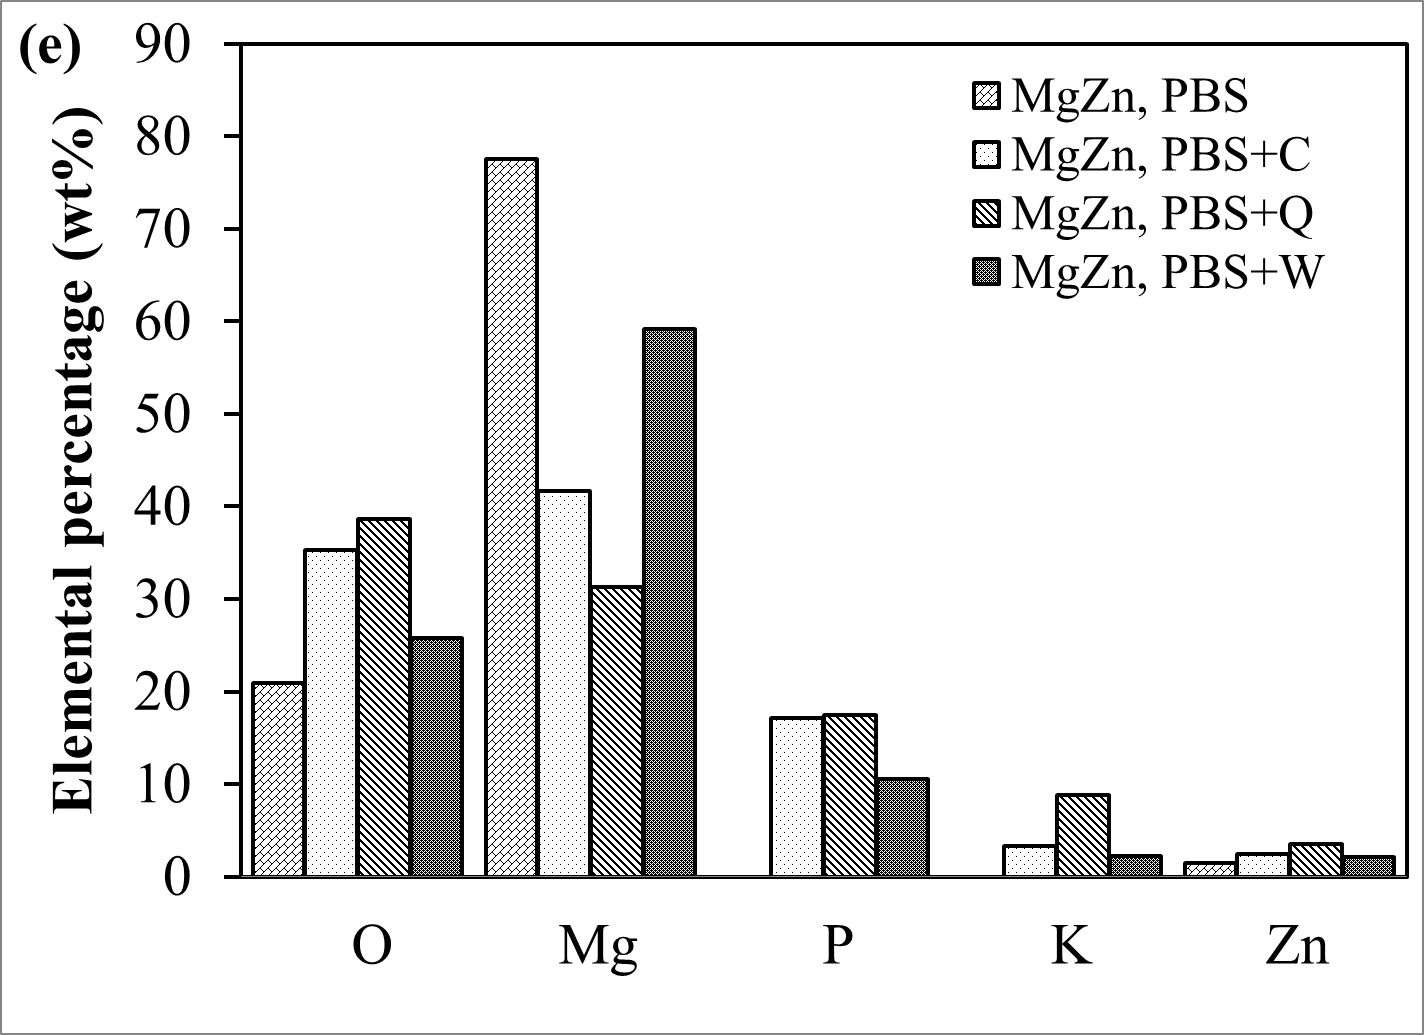 (e)
Elemental percentage (wt%)
90
80
70
60
50
40
30
20
10
0
MgZn, PBS
MgZn, PBS+C
MgZn, PBS+Q
MgZn, PBS+W
O Mg P K Zn